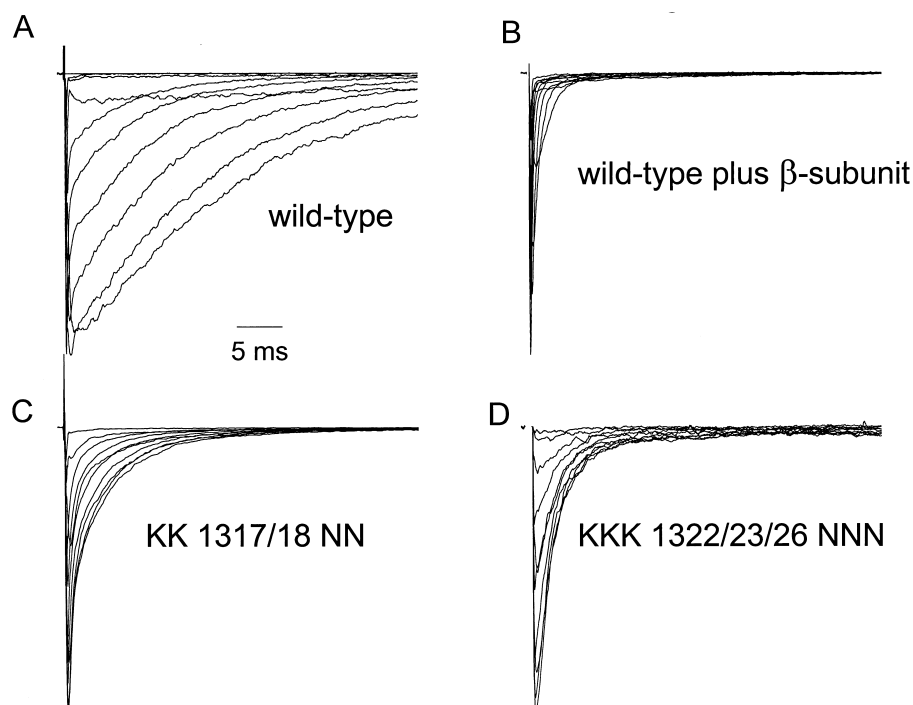 A
B
wild-type
wild-type plus β-subunit
5 ms
C
D
KK 1317/18 NN
KKK 1322/23/26 NNN